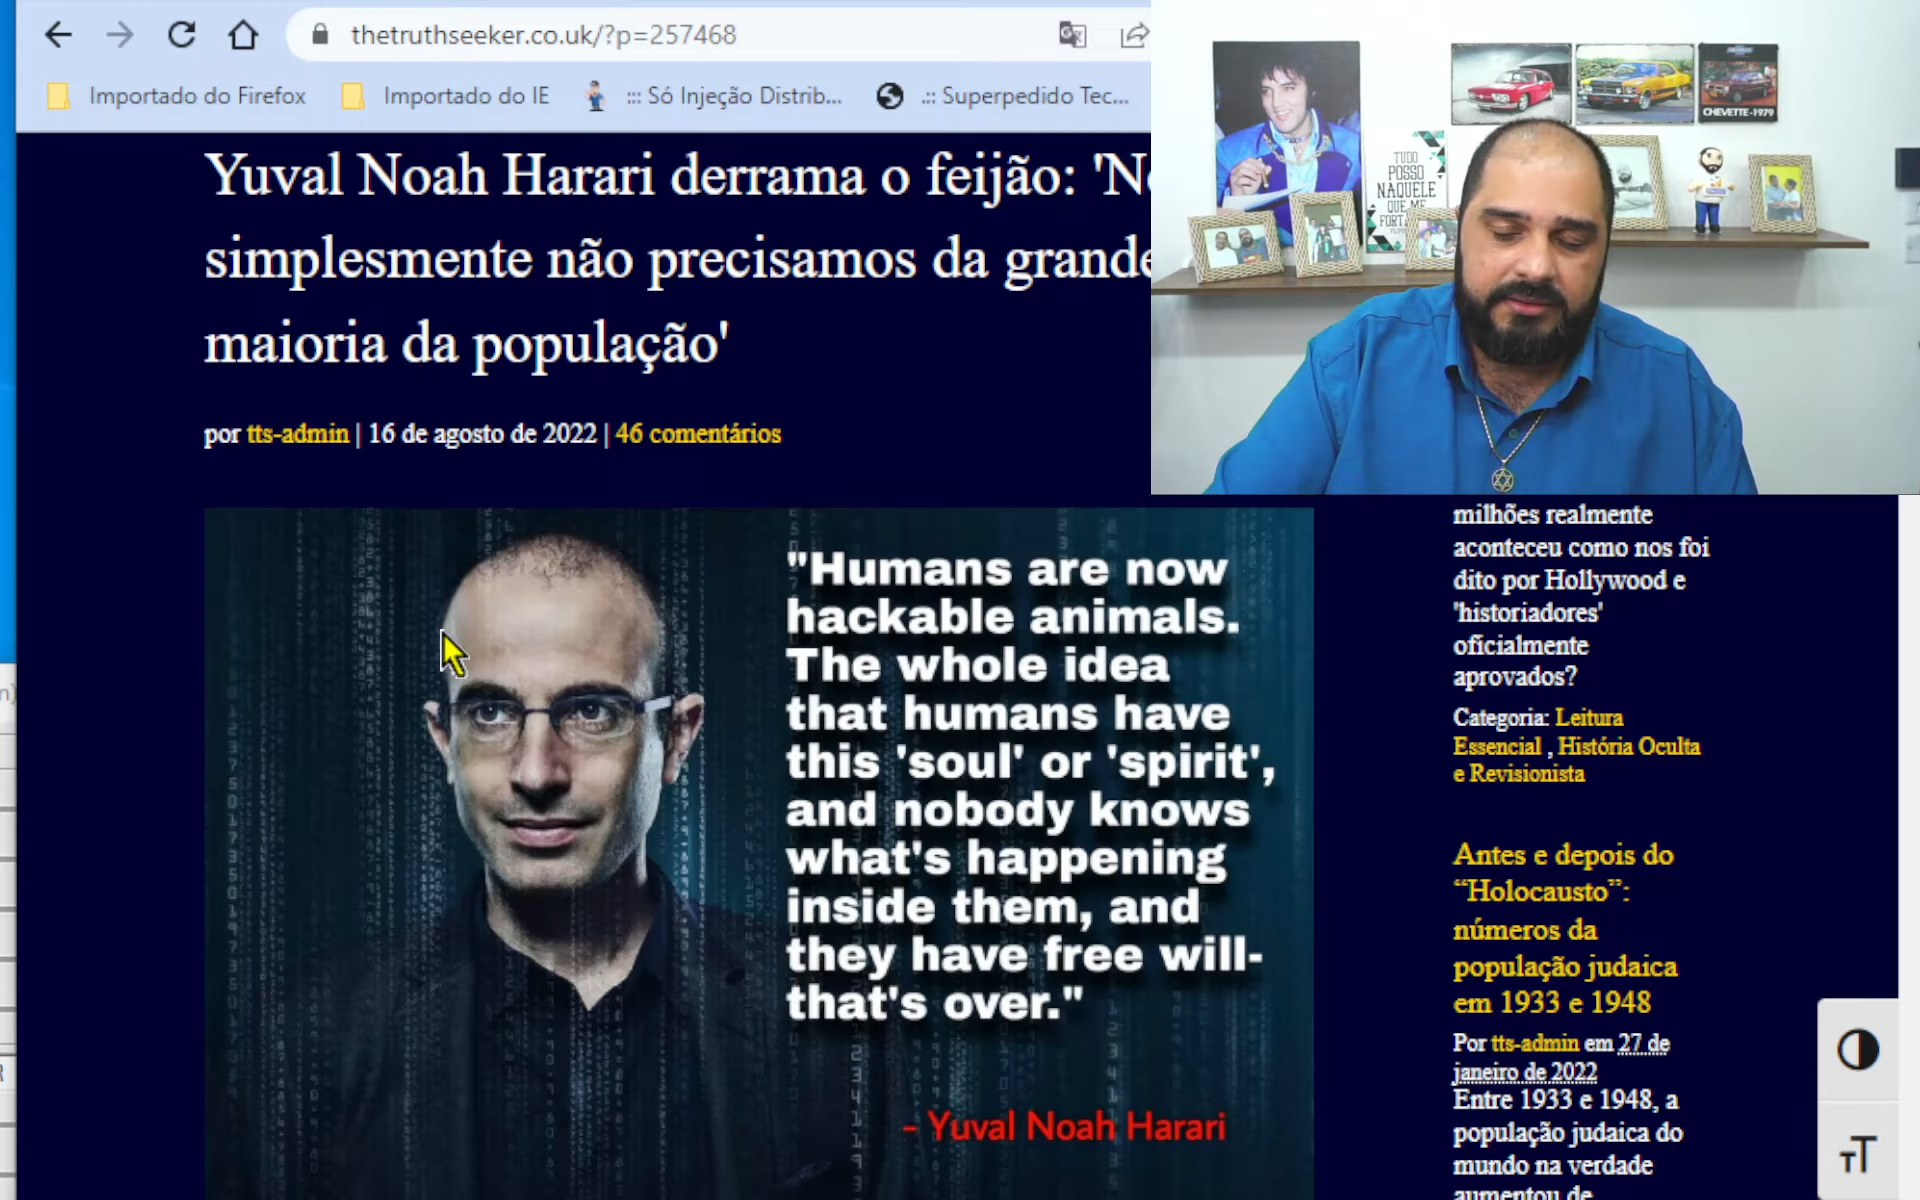 thetruthseeker.co.uk/?p=257468
Importado do Firefox
Importado do IE
::: Só Injeção Distrib...
.:: Superpedido Tec...
Yuval Noah Harari derrama o feijão: 'N
simplesmente não precisamos da grande
maioria da população'
por tts-admin | 16 de agosto de 2022 | 46 comentários
CHEVETTE-1979
TUDO
POSSO
NAQUELE
QUE ME
FORT
"Humans are now
hackable animals.
The whole idea
that humans have
this 'soul' or 'spirit',
and nobody knows
what's happening
inside them, and
they have free will-
that's over."
- Yuval Noah Harari
milhões realmente
aconteceu como nos foi
dito por Hollywood e
'historiadores'
oficialmente
aprovados?
Categoria: Leitura
Essencial , História Oculta
e Revisionista
Antes e depois do
“Holocausto”:
números da
população judaica
em 1933 e 1948
Por tts-admin em 27 de
janeiro de 2022
Entre 1933 e 1948, a
população judaica do
mundo na verdade
aumentou de
TT